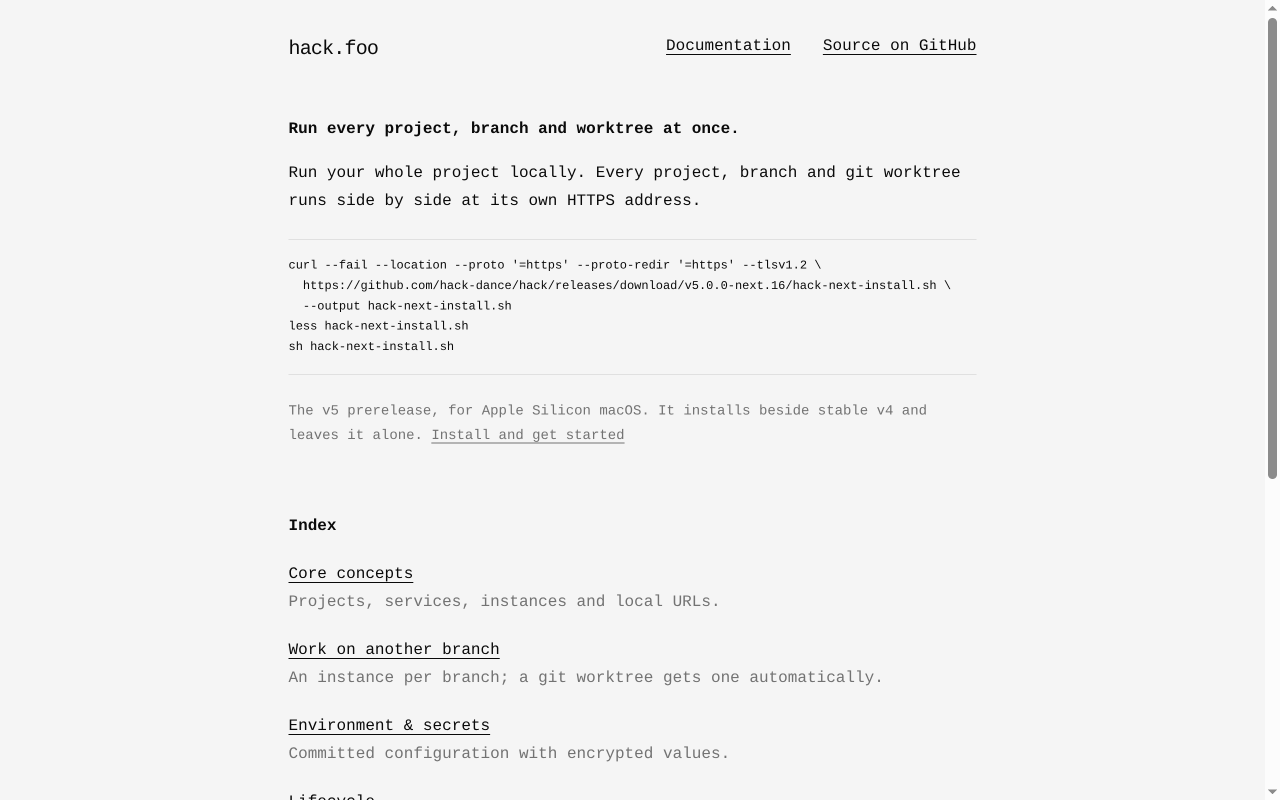 hack.foo
Documentation
Source on GitHub
Run every project, branch and worktree at once.
Run your whole project locally. Every project, branch and git worktree
runs side by side at its own HTTPS address.
curl --fail --location --proto '=https' --proto-redir '=https' --tlsv1.2 \
  https://github.com/hack-dance/hack/releases/download/v5.0.0-next.16/hack-next-install.sh \
  --output hack-next-install.sh
less hack-next-install.sh
sh hack-next-install.sh
The v5 prerelease, for Apple Silicon macOS. It installs beside stable v4 and
leaves it alone. Install and get started
Index
Core concepts
Projects, services, instances and local URLs.
Work on another branch
An instance per branch; a git worktree gets one automatically.
Environment & secrets
Committed configuration with encrypted values.
Lifecycle